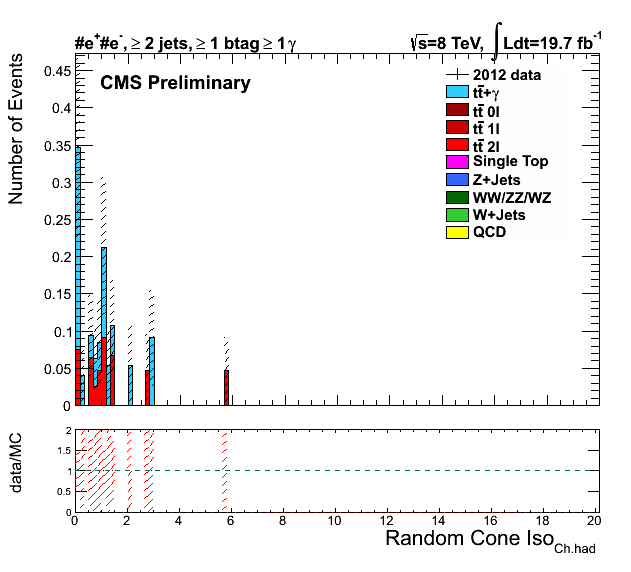 #e⁺#e⁻, ≥ 2 jets, ≥ 1 btag ≥ 1 γ
√s=8 TeV, ∫Ldt=19.7 fb⁻¹
CMS Preliminary
2012 data
tt̄+γ
tt̄ 0l
tt̄ 1l
tt̄ 2l
Single Top
Z+Jets
WW/ZZ/WZ
W+Jets
QCD
Number of Events
0.45
0.4
0.35
0.3
0.25
0.2
0.15
0.1
0.05
0
data/MC
2
1.5
1
0.5
0
0 2 4 6 8 10 12 14 16 18 20
Random Cone Iso Ch.had